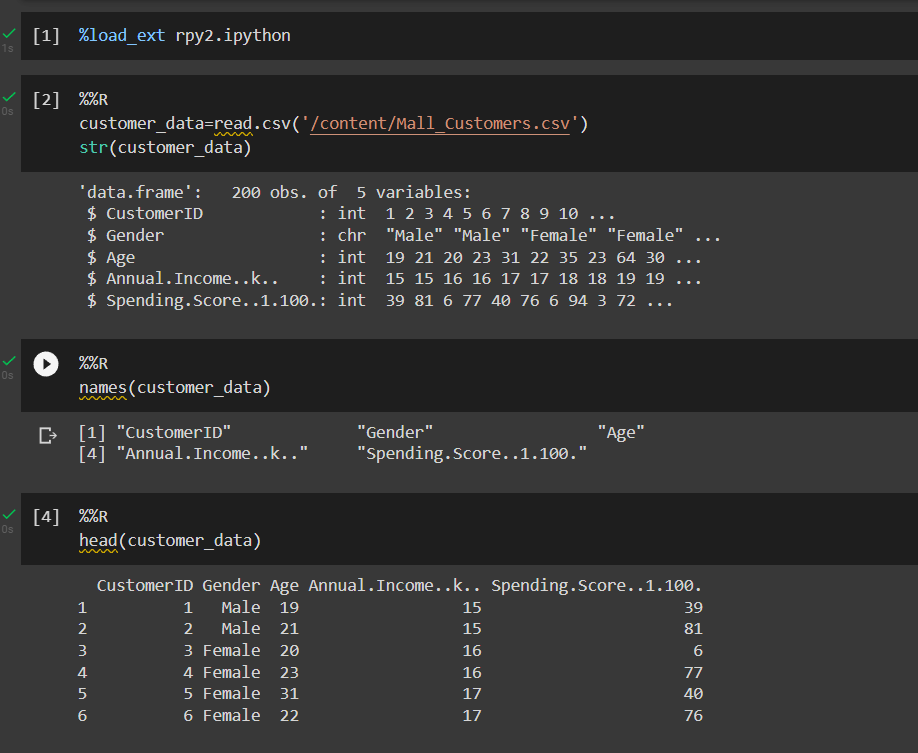 [1] %load_ext rpy2.ipython
1s
[2] %%R
0s
customer_data=read.csv('/content/Mall_Customers.csv')
str(customer_data)
'data.frame':   200 obs. of  5 variables:
 $ CustomerID            : int  1 2 3 4 5 6 7 8 9 10 ...
 $ Gender                : chr  "Male" "Male" "Female" "Female" ...
 $ Age                   : int  19 21 20 23 31 22 35 23 64 30 ...
 $ Annual.Income..k..    : int  15 15 16 16 17 17 18 18 19 19 ...
 $ Spending.Score..1.100.: int  39 81 6 77 40 76 6 94 3 72 ...
%%R
0s
names(customer_data)
[1] "CustomerID"             "Gender"                 "Age"
[4] "Annual.Income..k.."     "Spending.Score..1.100."
[4] %%R
0s
head(customer_data)
  CustomerID Gender Age Annual.Income..k.. Spending.Score..1.100.
1          1   Male  19                 15                     39
2          2   Male  21                 15                     81
3          3 Female  20                 16                      6
4          4 Female  23                 16                     77
5          5 Female  31                 17                     40
6          6 Female  22                 17                     76